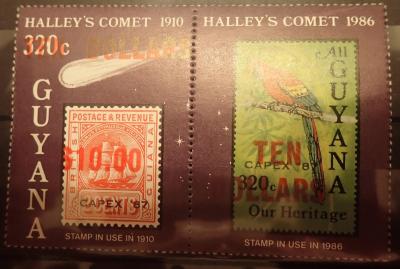 HALLEY'S COMET 1910
320c DOLLARS
GUYANA
POSTAGE & REVENUE
BRITISH
GUIANA
$10.00
CAPEX '87
CENTS
STAMP IN USE IN 1910
HALLEY'S COMET 1986
All
GUYANA
TEN
CAPEX '87
320c
DOLLARS
Our Heritage
STAMP IN USE IN 1986